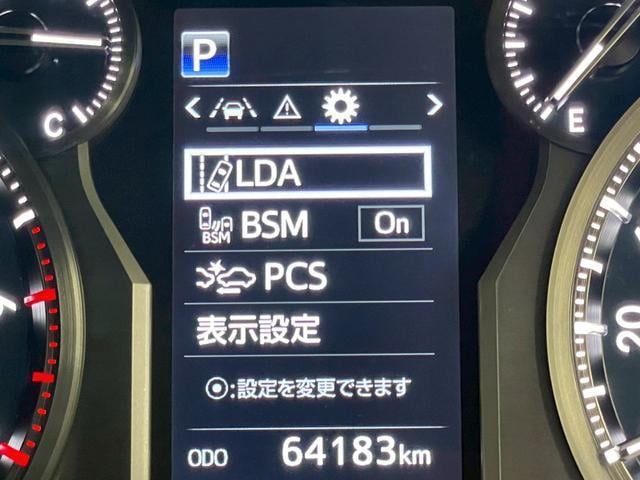 P
C
E
LDA
BSM BSM On
PCS
表示設定
⦿:設定を変更できます
ODO 64183km
20